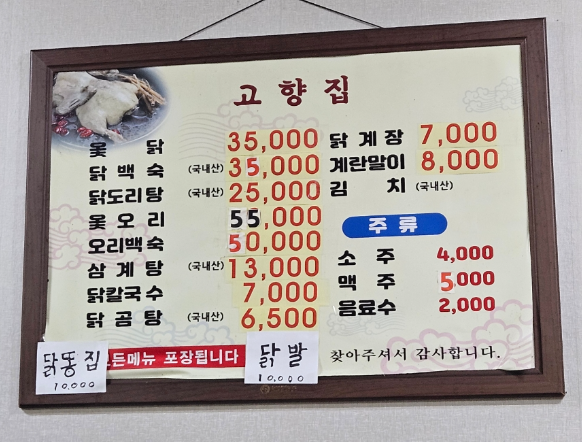 고향집
옻 닭 35,000
닭백숙 (국내산) 35,000
닭도리탕 (국내산) 25,000
옻오리 55,000
오리백숙 50,000
삼계탕 (국내산) 13,000
닭칼국수 7,000
닭곰탕 (국내산) 6,500
닭계장 7,000
계란말이 8,000
김 치 (국내산)
주류
소 주 4,000
맥 주 5,000
음료수 2,000
든메뉴 포장됩니다
찾아주셔서 감사합니다.
닭똥집
10.000
닭발
10.000